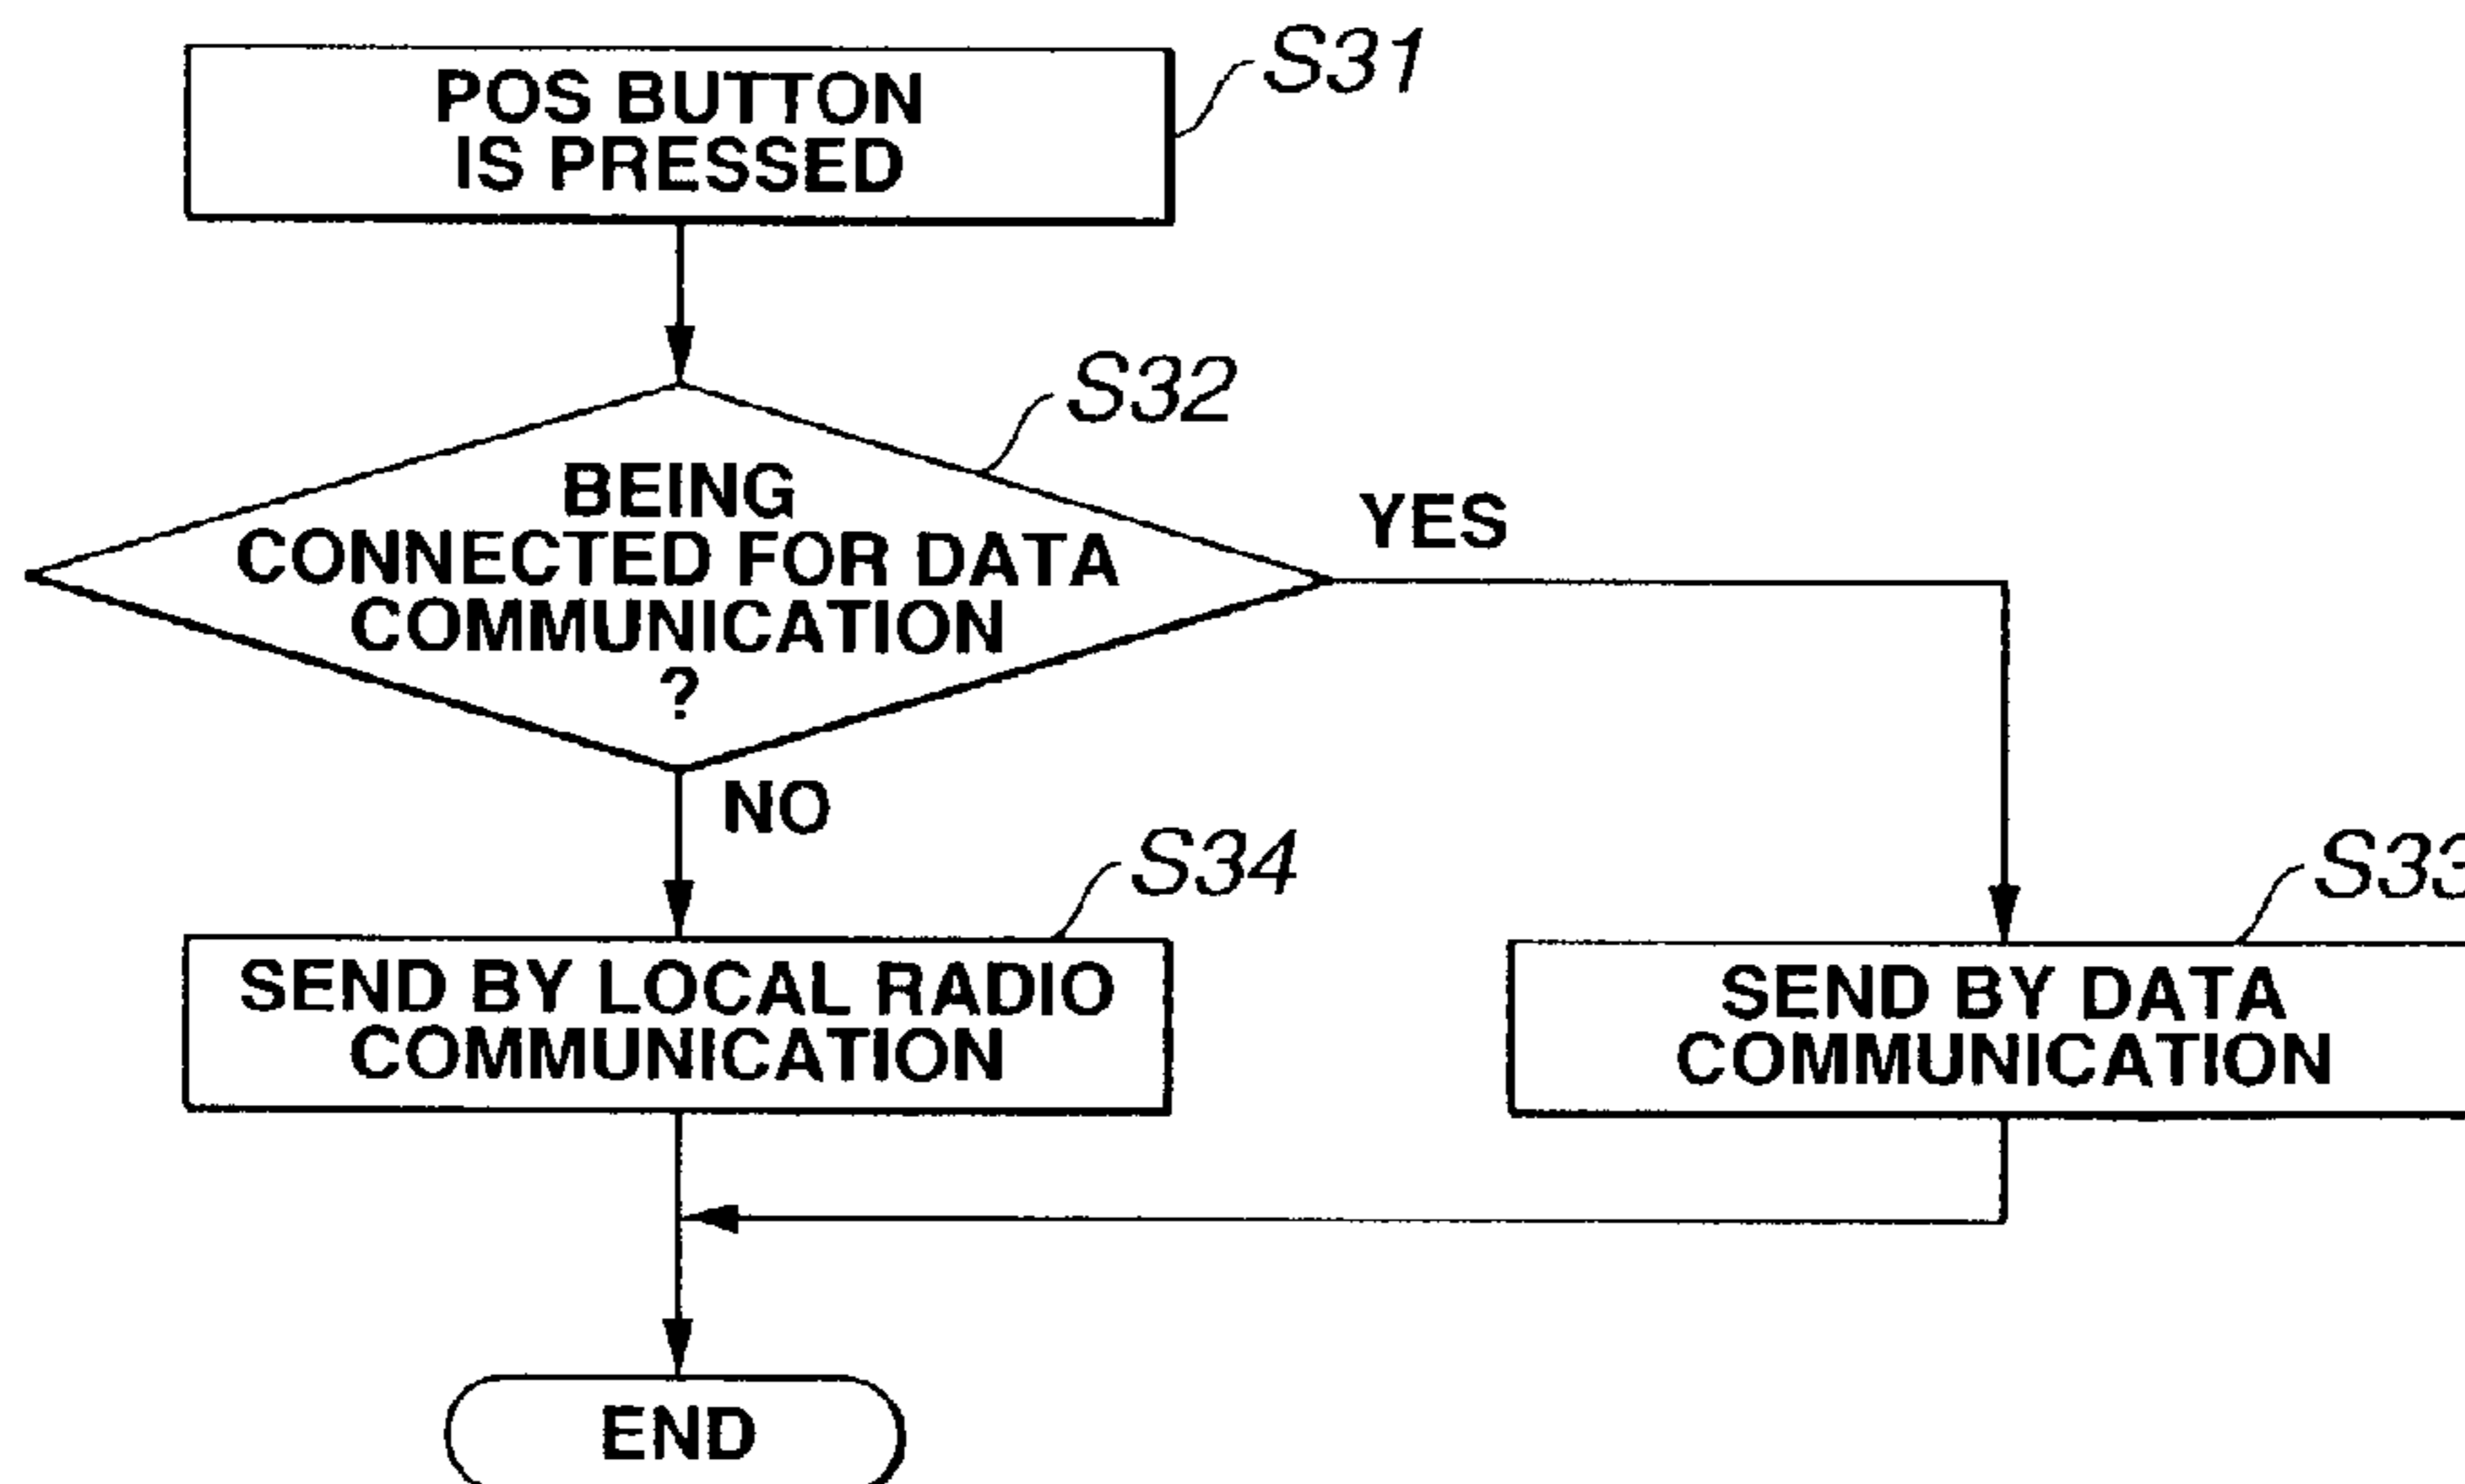 POS BUTTON
IS PRESSED
S31
S32
BEING
CONNECTED FOR DATA
COMMUNICATION
?
YES
NO
S34
SEND BY LOCAL RADIO
COMMUNICATION
S33
SEND BY DATA
COMMUNICATION
END